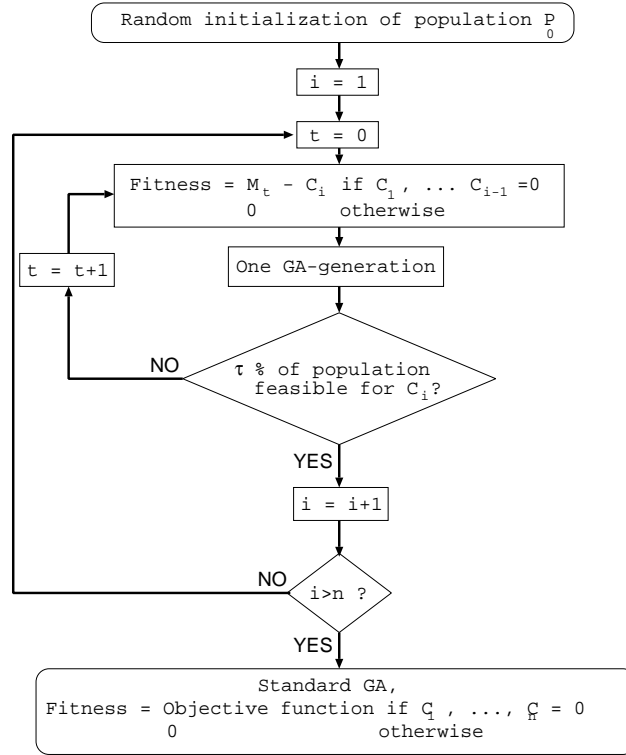 Random initialization of population P₀
i = 1
t = 0
Fitness = Mₜ - Cᵢ if C₁ , ... Cᵢ₋₁ =0
0 otherwise
t = t+1
One GA-generation
NO
τ % of population
feasible for Cᵢ?
YES
i = i+1
NO
i>n ?
YES
Standard GA,
Fitness = Objective function if C₁ , ..., Cₙ = 0
0 otherwise